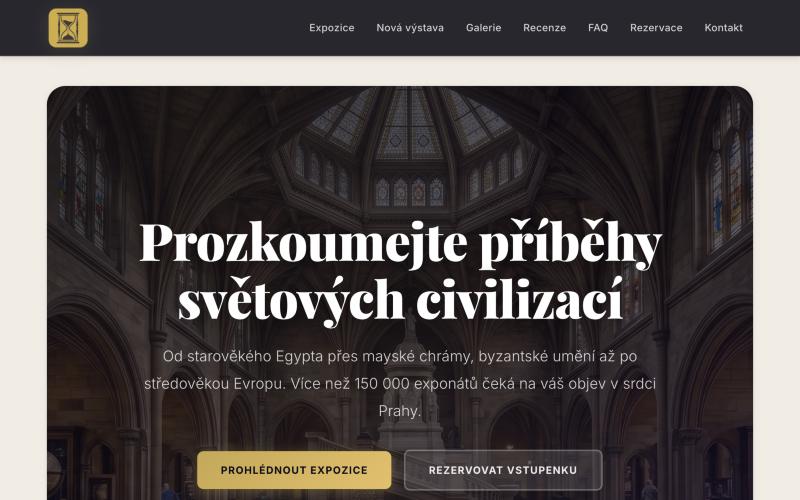 Expozice
Nová výstava
Galerie
Recenze
FAQ
Rezervace
Kontakt
Prozkoumejte příběhy
světových civilizací
Od starověkého Egypta přes mayské chrámy, byzantské umění až po
středověkou Evropu. Více než 150 000 exponátů čeká na váš objev v srdci
Prahy.
PROHLÉDNOUT EXPOZICE
REZERVOVAT VSTUPENKU